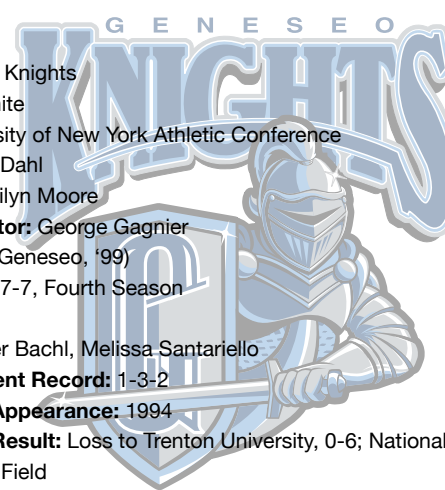 GENESEO
KNIGHTS
Knights
ite
sity of New York Athletic Conference
Dahl
ilyn Moore
tor: George Gagnier
Geneseo, ‘99)
7-7, Fourth Season
er Bachl, Melissa Santariello
ent Record: 1-3-2
Appearance: 1994
Result: Loss to Trenton University, 0-6; National
Field